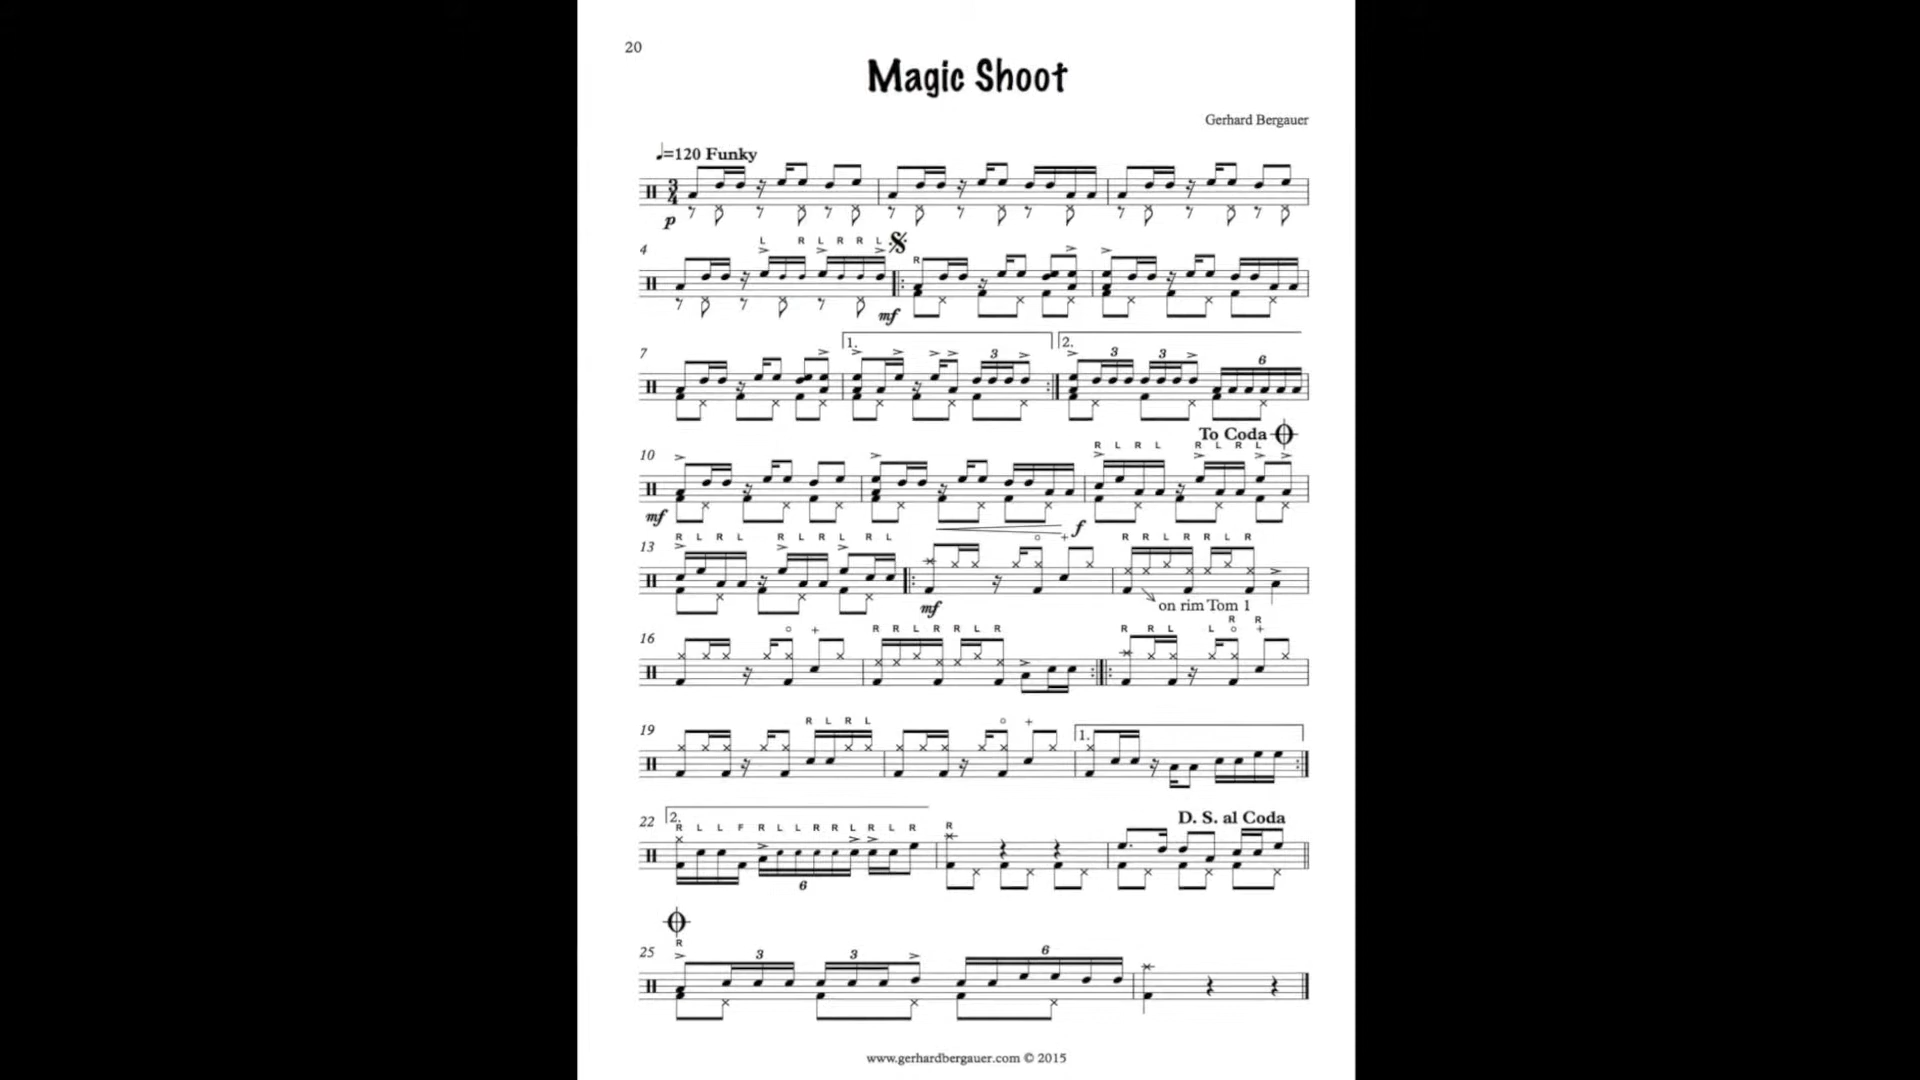 20
Magic Shoot
Gerhard Bergauer
♩=120 Funky
3
4
p
4
L R L R R L
R
mf
7
1.
3
2.
3 3 6
To Coda
10
R L R L R L R L
mf
f
13
R L R L R L R L R L
o +
R R L R R L R
mf
on rim Tom 1
16
o +
R R L R R L R
R R L L R R
o +
19
R L R L
o +
1.
22
2.
R L L F R L L R R L R L R
6
R
D. S. al Coda
25
R
3 3 6
www.gerhardbergauer.com © 2015